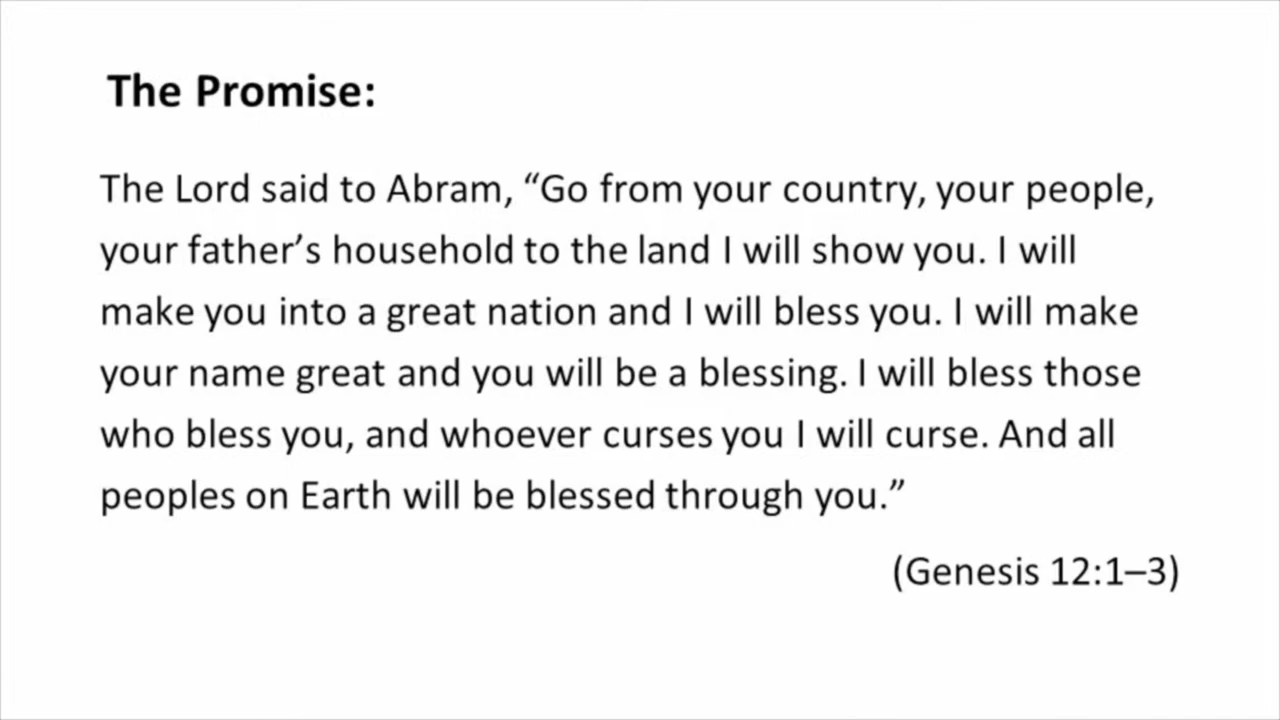 The Promise:
The Lord said to Abram, “Go from your country, your people,
your father’s household to the land I will show you. I will
make you into a great nation and I will bless you. I will make
your name great and you will be a blessing. I will bless those
who bless you, and whoever curses you I will curse. And all
peoples on Earth will be blessed through you.”
(Genesis 12:1–3)